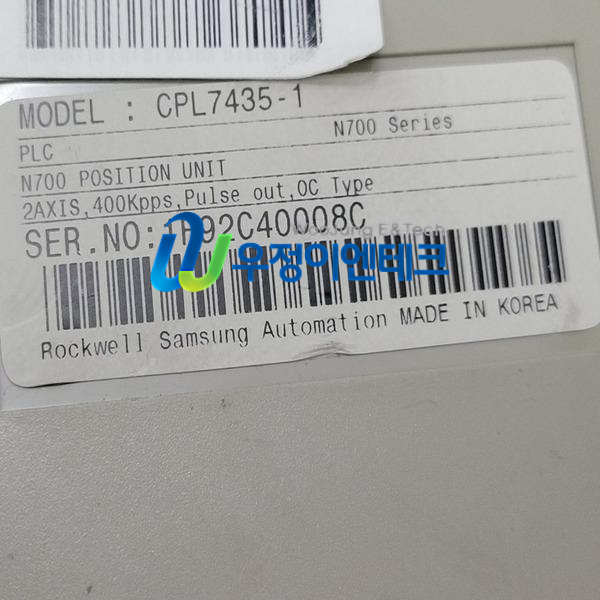 MODEL : CPL7435-1
PLC N700 Series
N700 POSITION UNIT
2AXIS,400Kpps,Pulse out,OC Type
WooJung E&Tech
SER.NO: 92C40008C
우정이엔테크
Rockwell Samsung Automation MADE IN KOREA